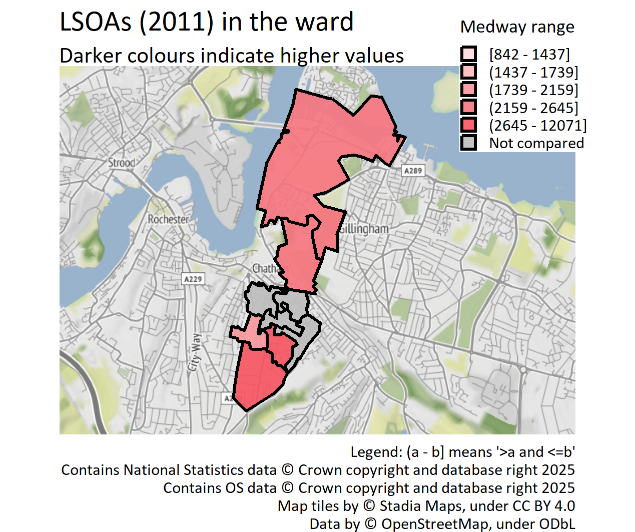 LSOAs (2011) in the ward
Darker colours indicate higher values
Medway range
[842 - 1437]
(1437 - 1739]
(1739 - 2159]
(2159 - 2645]
(2645 - 12071]
Not compared
Strood
A289
Rochester
Gillingham
Chath
A229
City Way
Legend: (a - b] means '>a and <=b'
Contains National Statistics data © Crown copyright and database right 2025
Contains OS data © Crown copyright and database right 2025
Map tiles by © Stadia Maps, under CC BY 4.0
Data by © OpenStreetMap, under ODbL